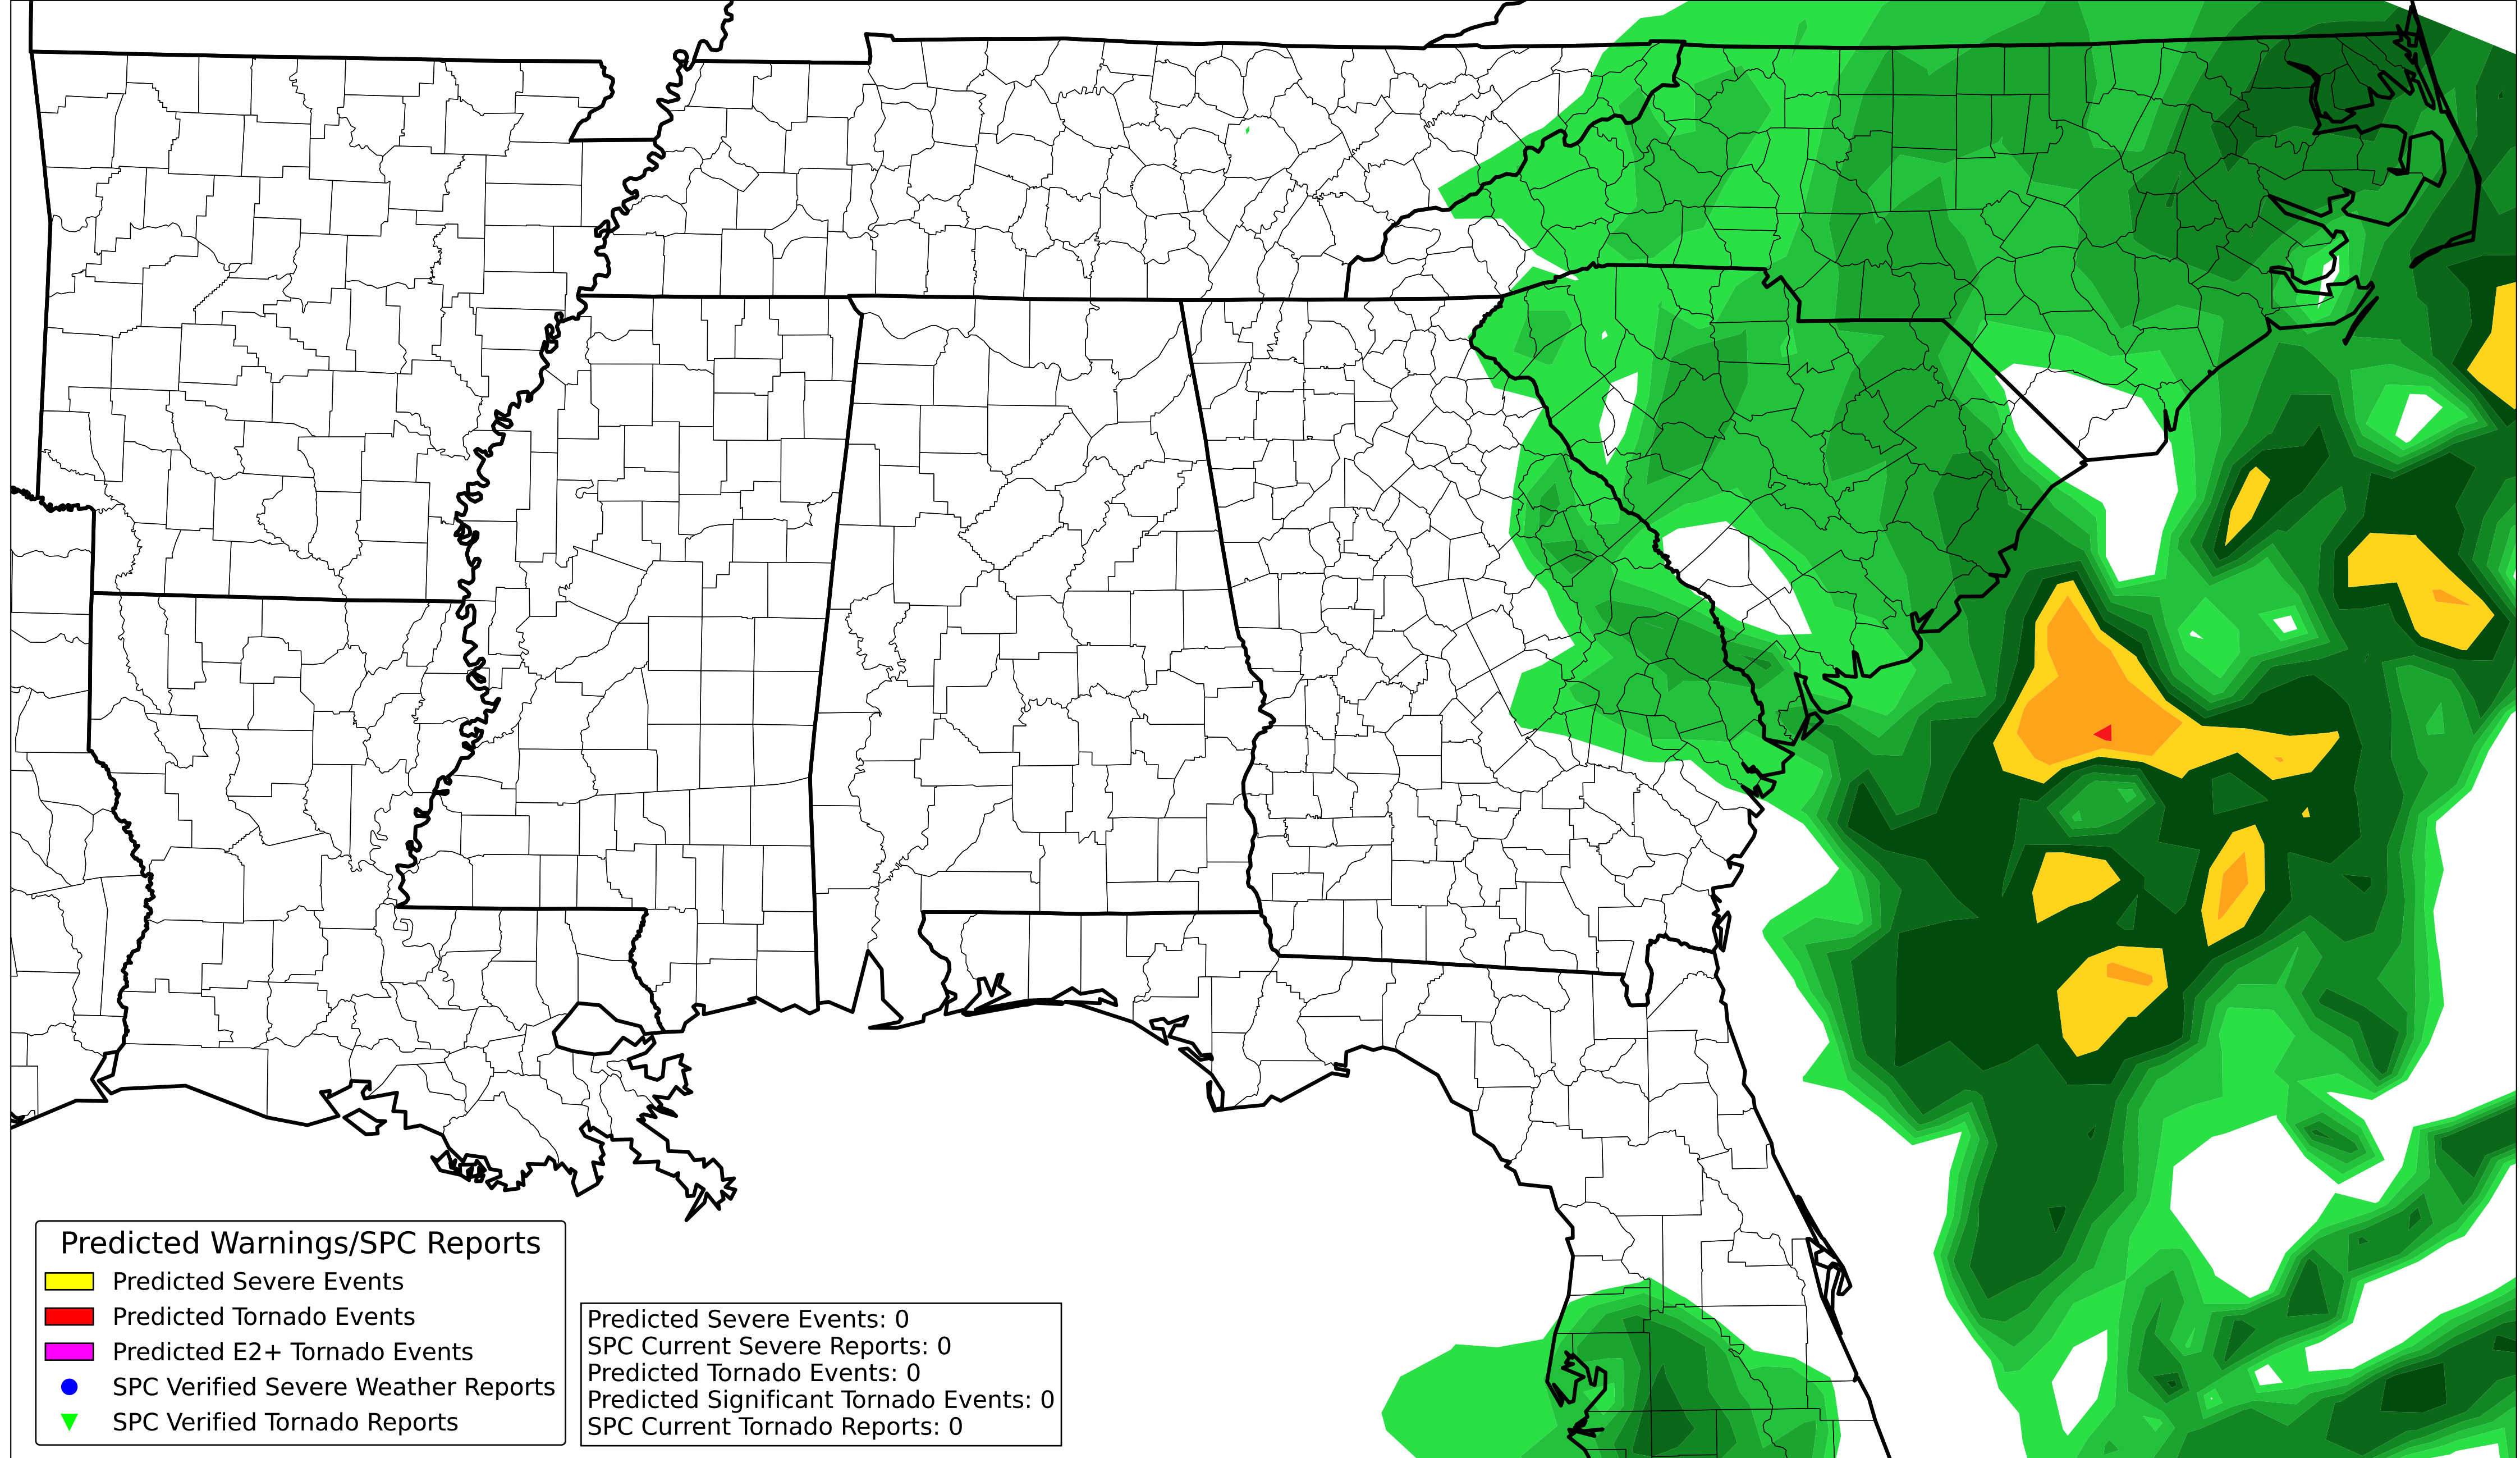 Predicted Warnings/SPC Reports
Predicted Severe Events
Predicted Tornado Events
Predicted E2+ Tornado Events
SPC Verified Severe Weather Reports
SPC Verified Tornado Reports
Predicted Severe Events: 0
SPC Current Severe Reports: 0
Predicted Tornado Events: 0
Predicted Significant Tornado Events: 0
SPC Current Tornado Reports: 0